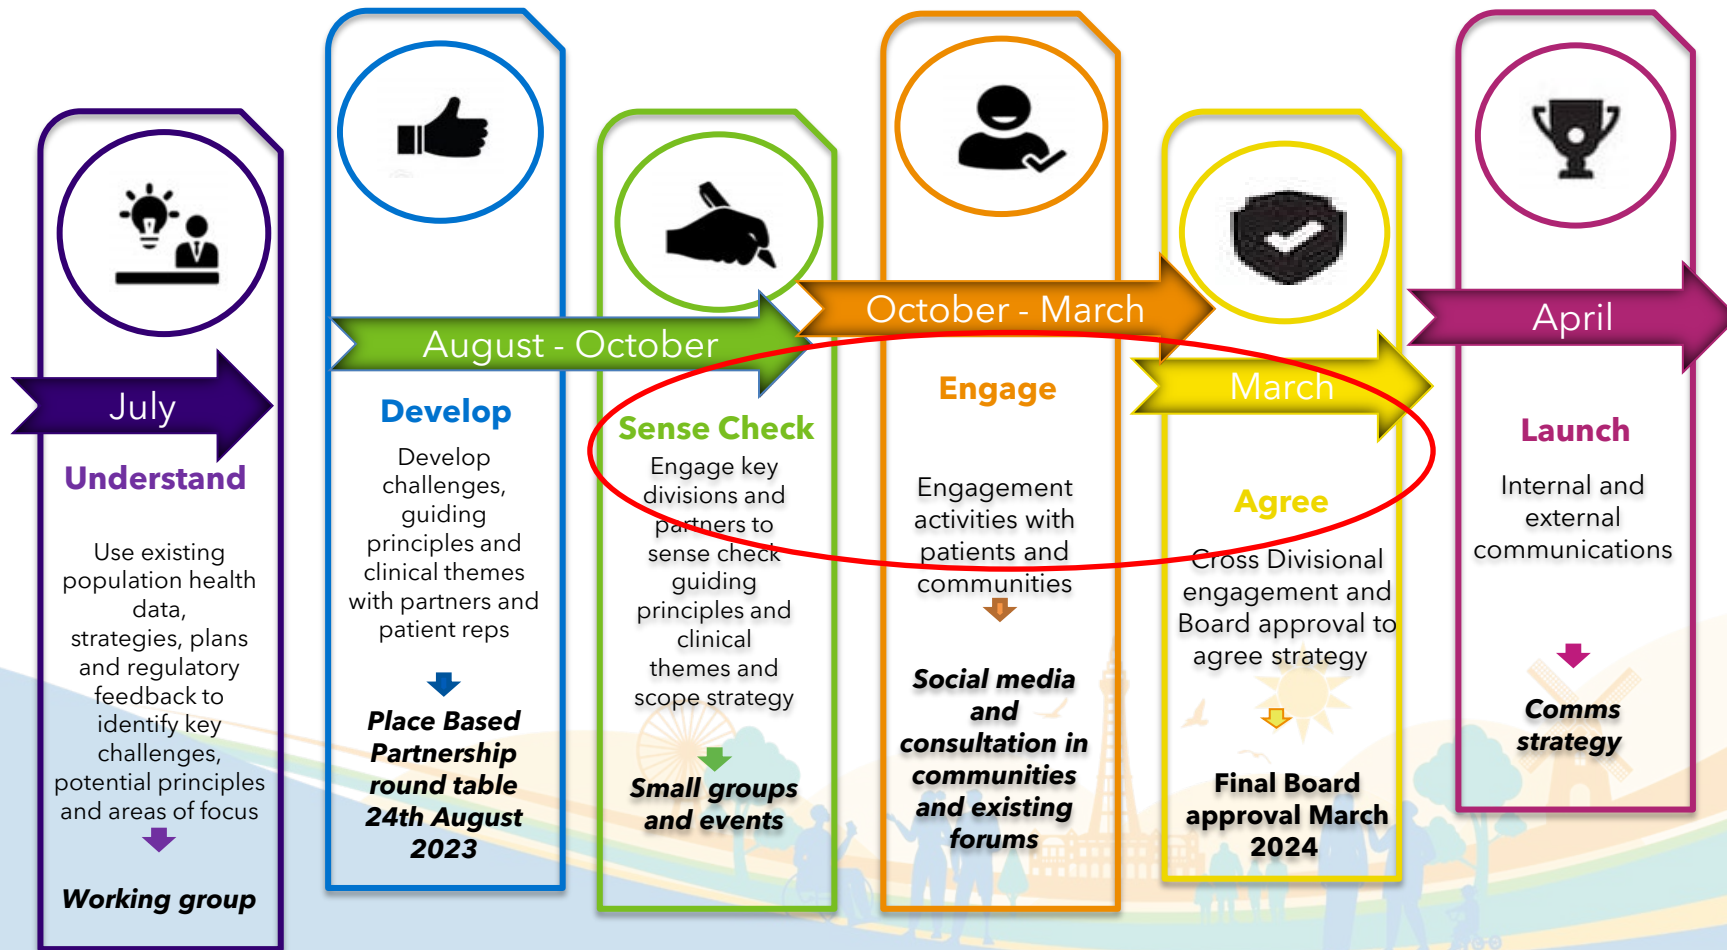 July
Understand
Use existing
population health
data,
strategies, plans
and regulatory
feedback to
identify key
challenges,
potential principles
and areas of focus
Working group
August - October
Develop
Develop
challenges,
guiding
principles and
clinical themes
with partners and
patient reps
Place Based
Partnership
round table
24th August
2023
Sense Check
Engage key
divisions and
partners to
sense check
guiding
principles and
clinical
themes and
scope strategy
Small groups
and events
October - March
Engage
Engagement
activities with
patients and
communities
Social media
and
consultation in
communities
and existing
forums
March
Agree
Cross Divisional
engagement and
Board approval to
agree strategy
Final Board
approval March
2024
April
Launch
Internal and
external
communications
Comms
strategy